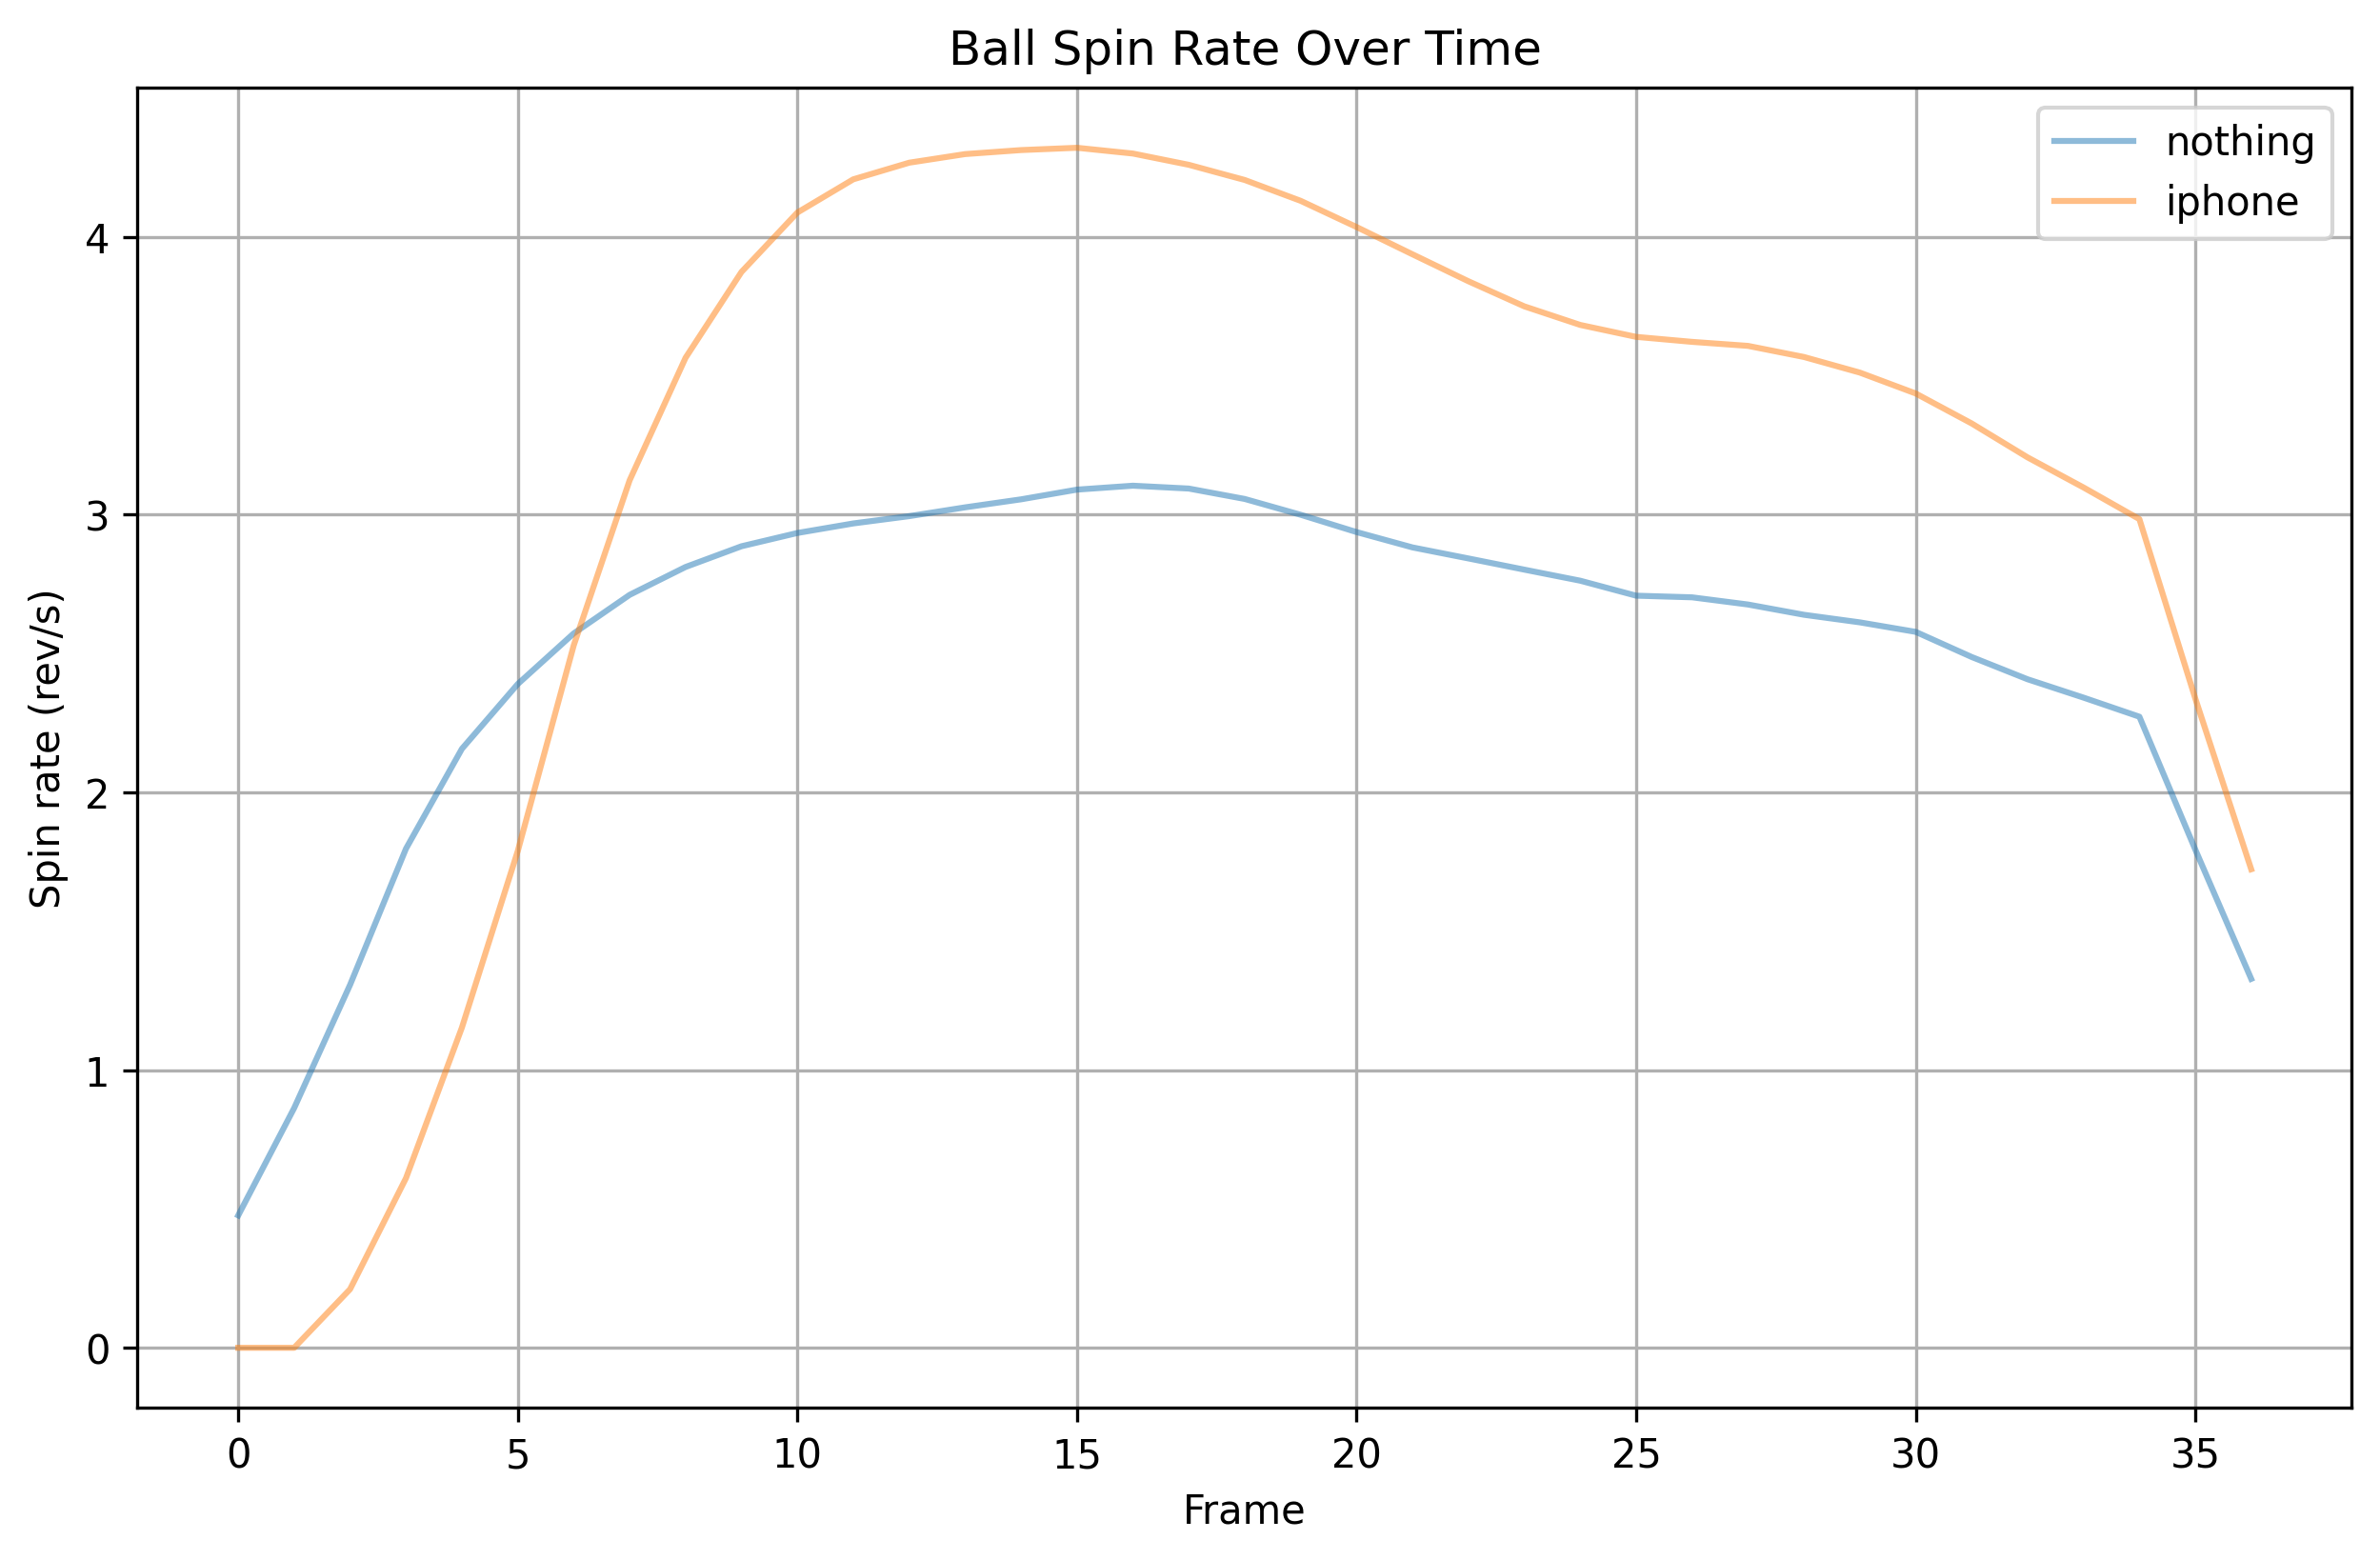 Ball Spin Rate Over Time
nothing
iphone
Spin rate (rev/s)
4
3
2
1
0
0 5 10 15 20 25 30 35
Frame